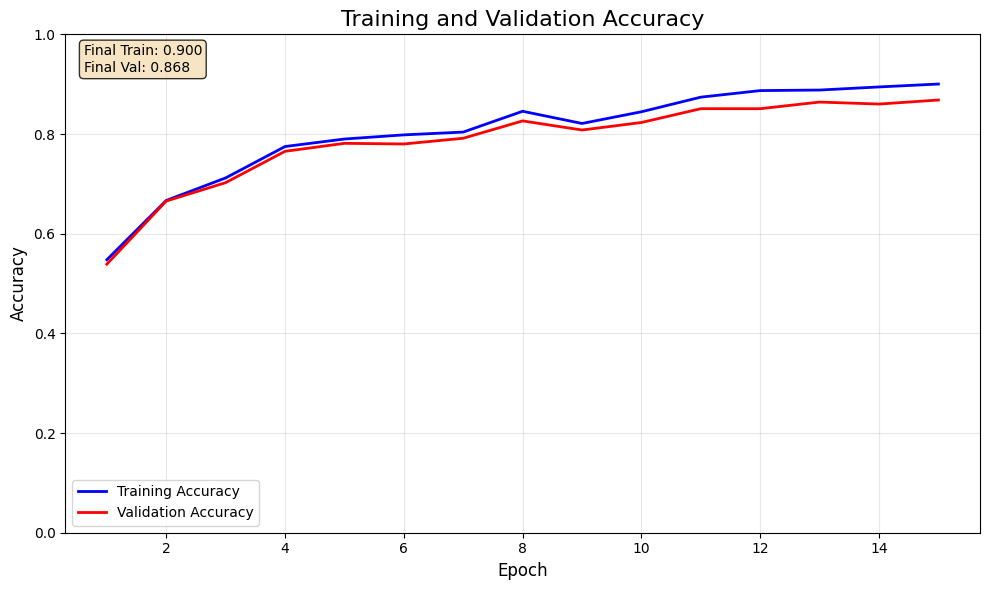 Training and Validation Accuracy
Final Train: 0.900
Final Val: 0.868
1.0
0.8
0.6
0.4
0.2
0.0
Accuracy
Training Accuracy
Validation Accuracy
2
4
6
8
10
12
14
Epoch